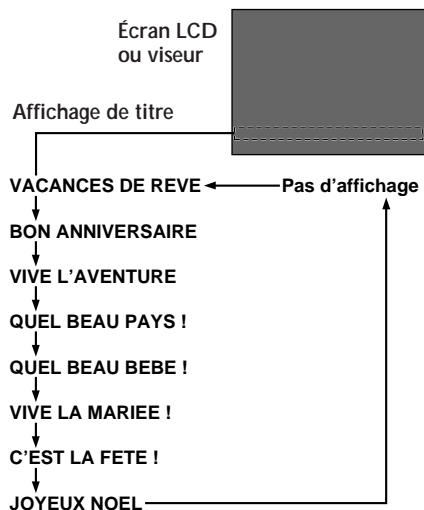 Écran LCD
ou viseur
Affichage de titre
VACANCES DE REVE
Pas d'affichage
BON ANNIVERSAIRE
VIVE L'AVENTURE
QUEL BEAU PAYS !
QUEL BEAU BEBE !
VIVE LA MARIEE !
C'EST LA FETE !
JOYEUX NOEL